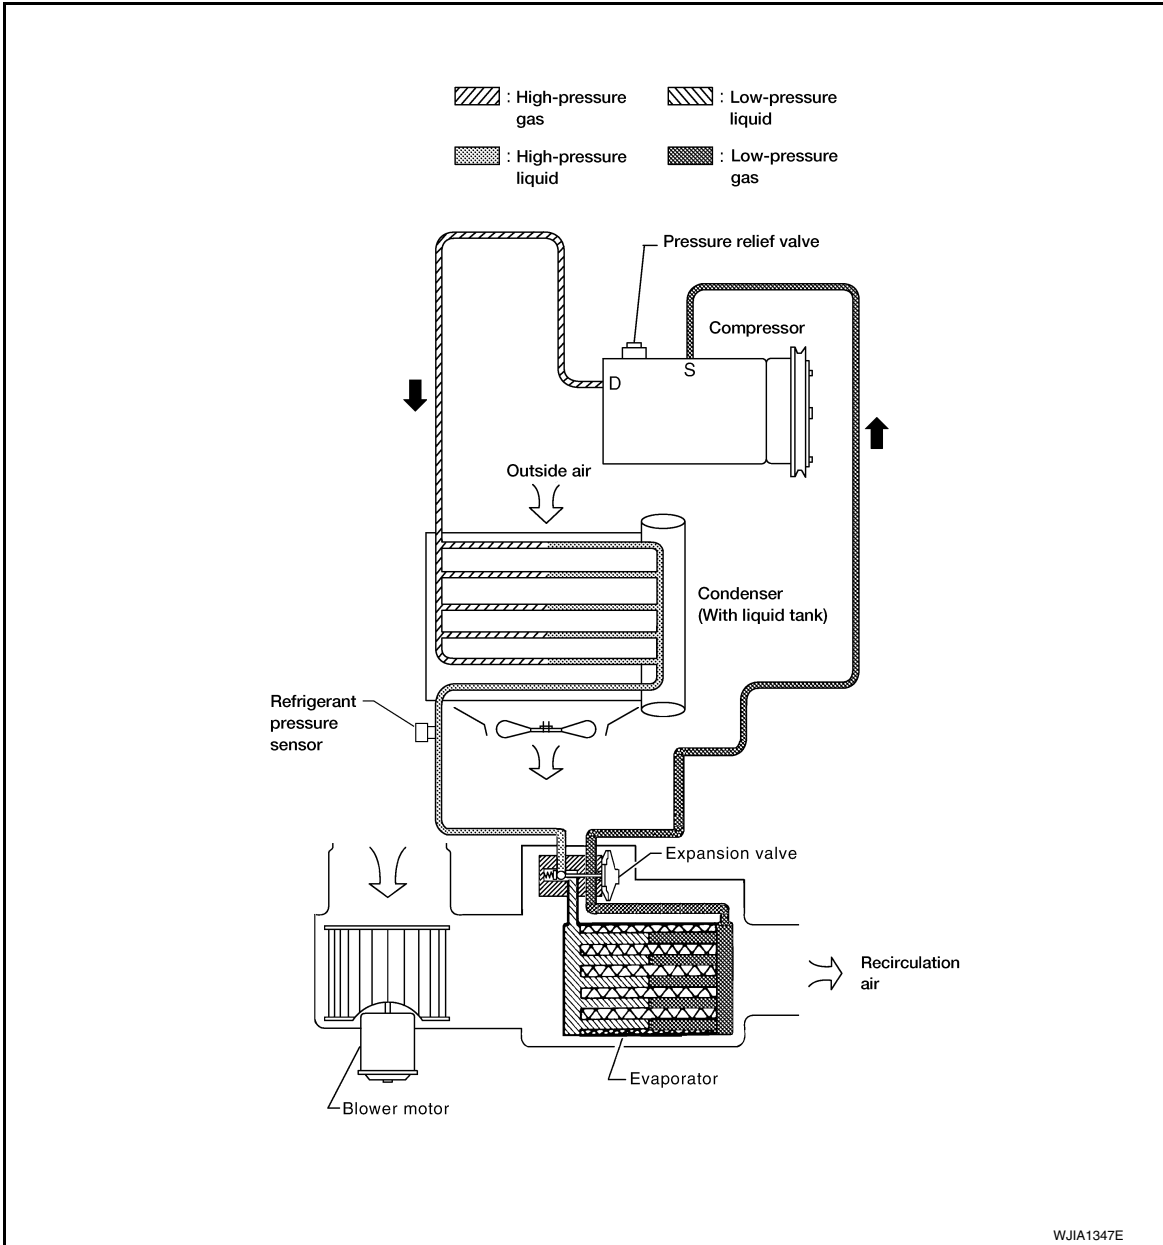 : High-pressure
gas
: Low-pressure
liquid
: High-pressure
liquid
: Low-pressure
gas
Pressure relief valve
Compressor
S
D
Outside air
Condenser
(With liquid tank)
Refrigerant
pressure
sensor
Expansion valve
Recirculation
air
Evaporator
Blower motor
WJIA1347E